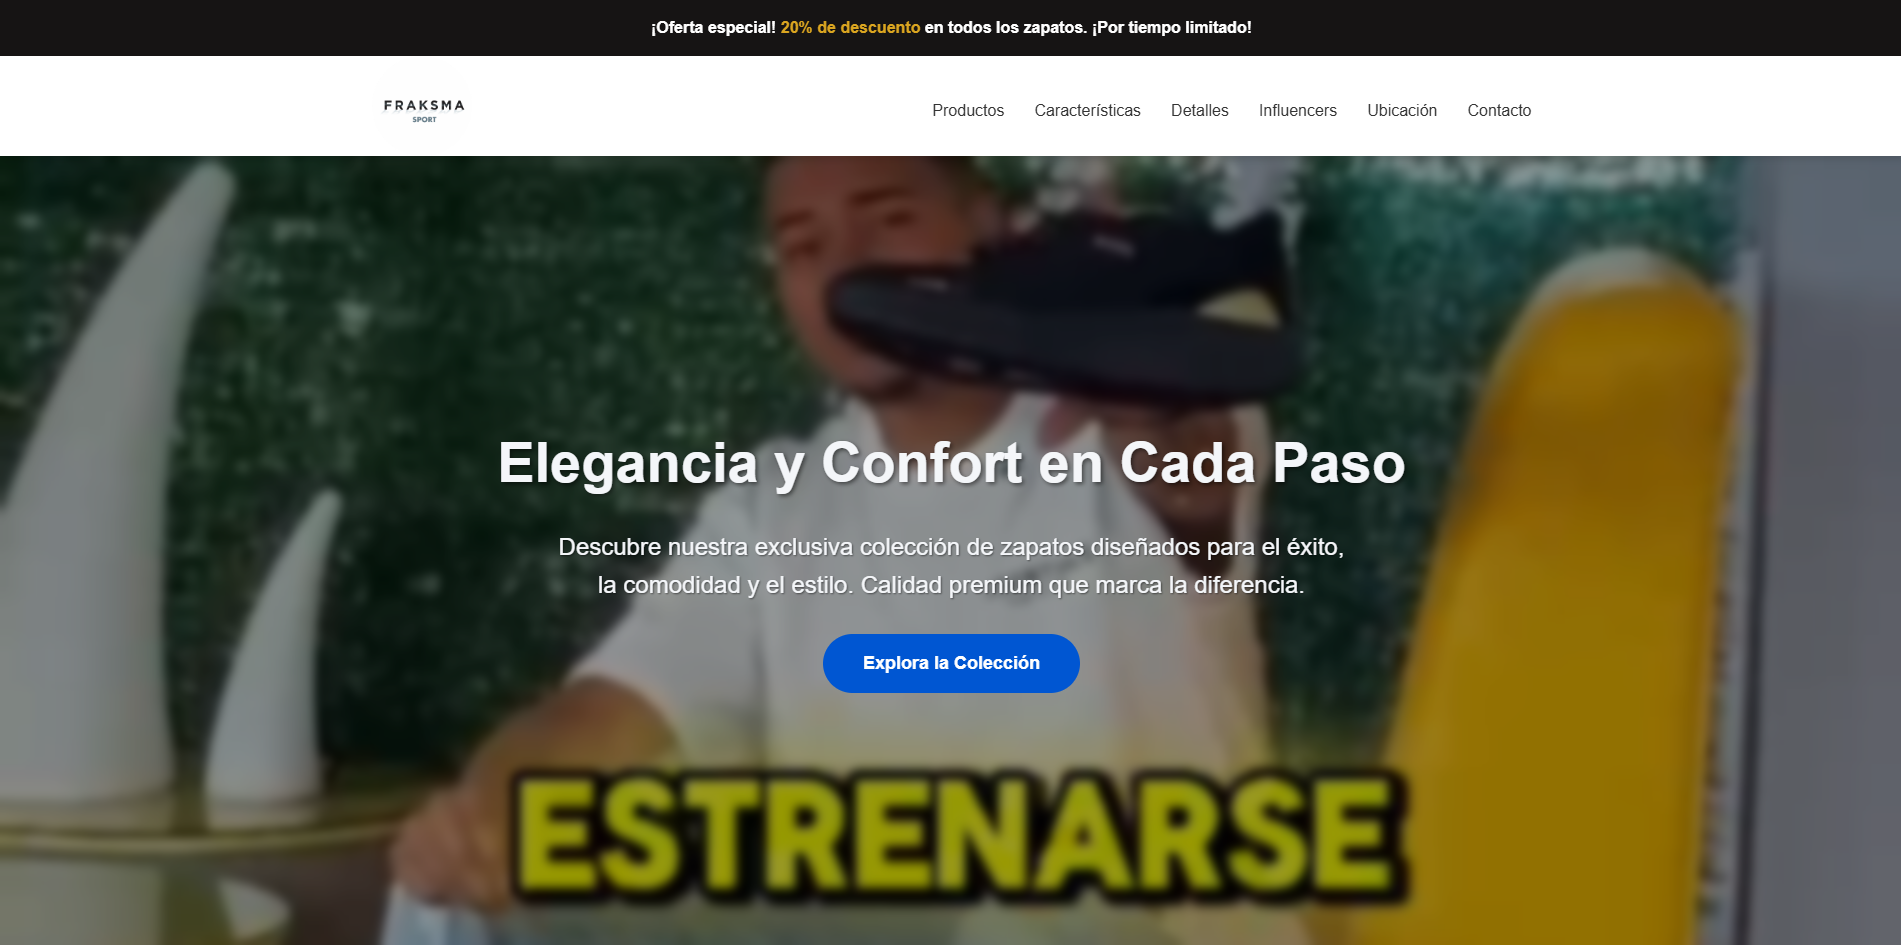 ¡Oferta especial! 20% de descuento en todos los zapatos. ¡Por tiempo limitado!
FRAKSMA
SPORT
Productos
Características
Detalles
Influencers
Ubicación
Contacto
Elegancia y Confort en Cada Paso
Descubre nuestra exclusiva colección de zapatos diseñados para el éxito,
la comodidad y el estilo. Calidad premium que marca la diferencia.
Explora la Colección
ESTRENARSE